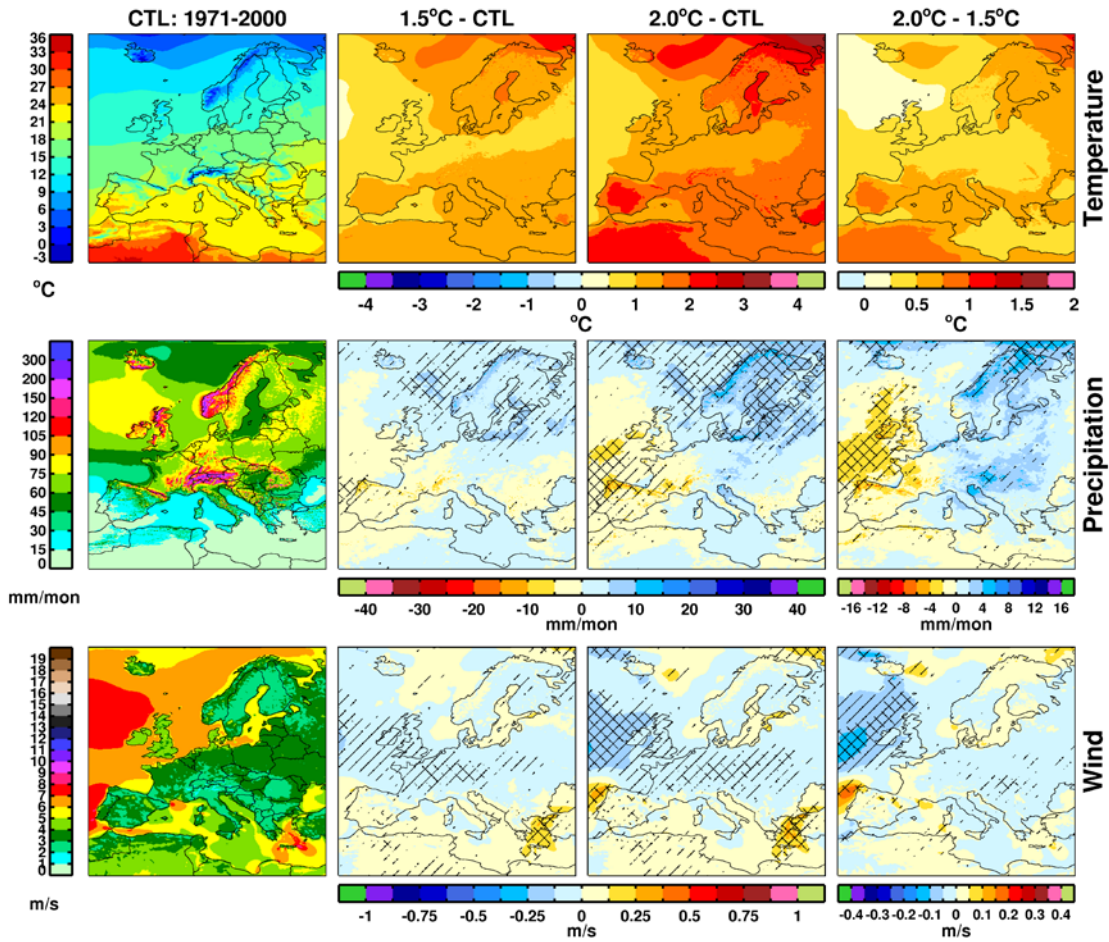 CTL: 1971-2000 1.5°C - CTL 2.0°C - CTL 2.0°C - 1.5°C
36
33
30
27
24
21
18
15
12
9
6
3
0
-3
°C
Temperature
-4 -3 -2 -1 0 1 2 3 4
°C
0 0.5 1 1.5 2
°C
300
200
150
120
105
90
75
60
45
30
15
0
mm/mon
Precipitation
-40 -30 -20 -10 0 10 20 30 40
mm/mon
-16 -12 -8 -4 0 4 8 12 16
mm/mon
19
18
17
16
15
14
13
12
11
10
9
8
7
6
5
4
3
2
1
0
m/s
Wind
-1 -0.75 -0.5 -0.25 0 0.25 0.5 0.75 1
m/s
-0.4 -0.3 -0.2 -0.1 0 0.1 0.2 0.3 0.4
m/s